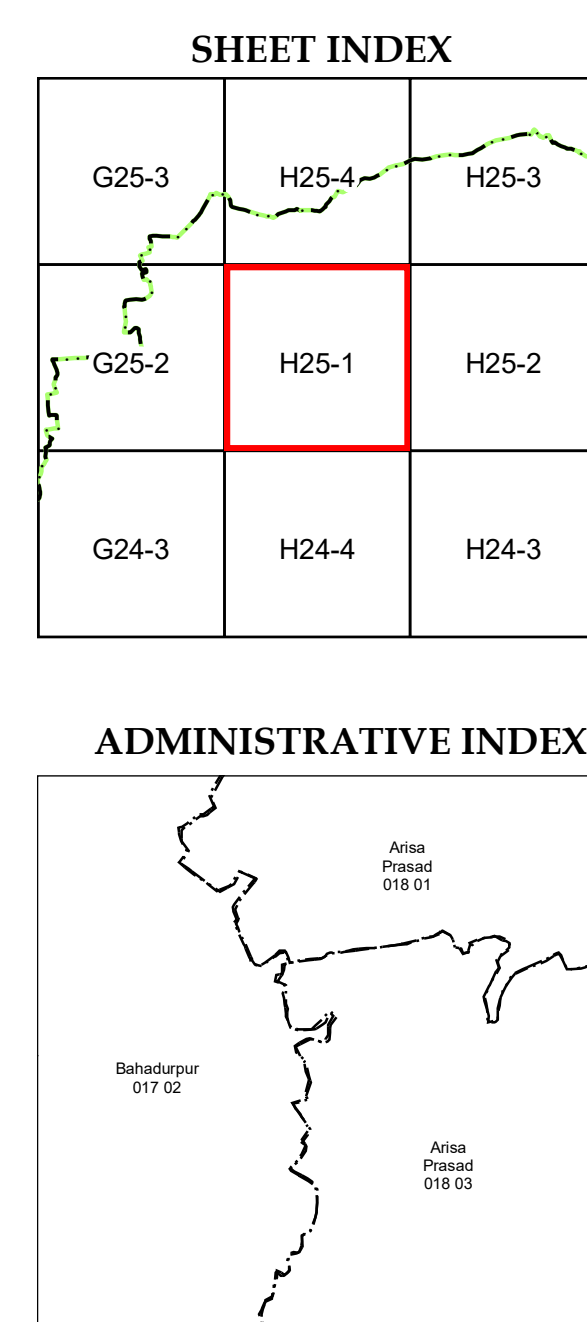 SHEET INDEX
G25-3 H25-4 H25-3
G25-2 H25-1 H25-2
G24-3 H24-4 H24-3
ADMINISTRATIVE INDEX
Arisa
Prasad
018 01
Bahadurpur
017 02
Arisa
Prasad
018 03